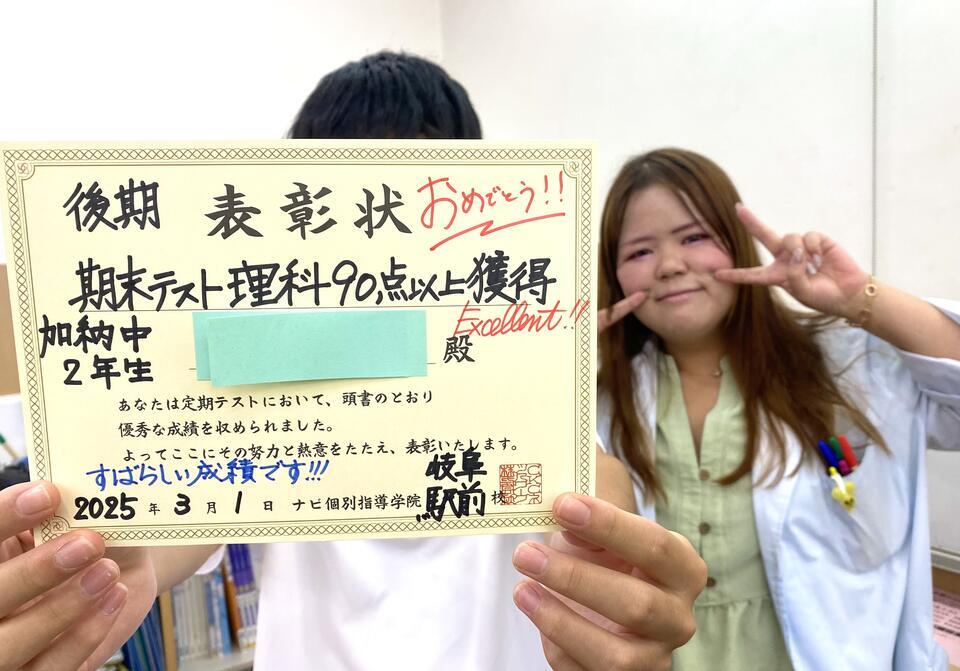 後期 表彰状 おめでとう!!
期末テスト理科90点以上獲得
Excellent!!
加納中
2年生
殿
あなたは定期テストにおいて、頭書のとおり
優秀な成績を収められました。
よってここにその努力と熱意をたたえ、表彰いたします。
すばらしい成績です!!!
2025年3月1日 ナビ個別指導学院 岐阜駅前校